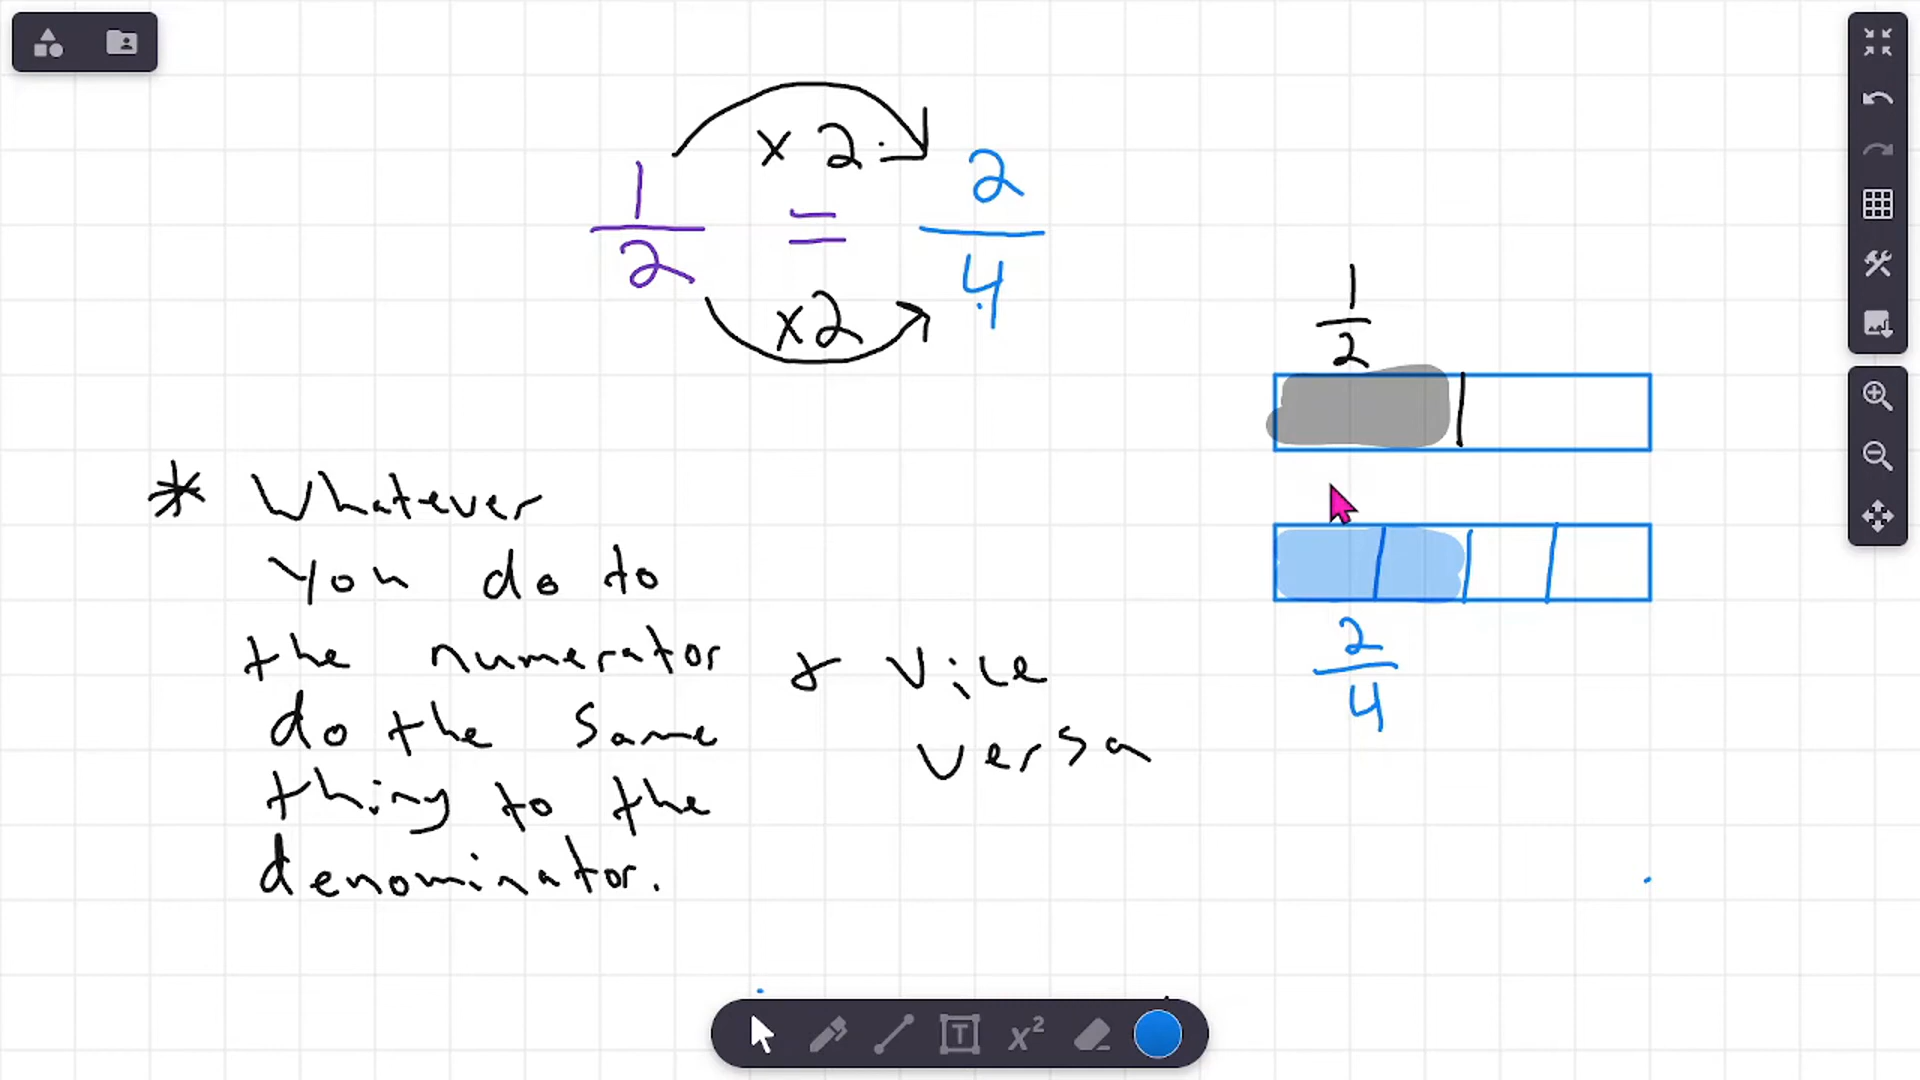 × 2
1/2 = 2/4
×2
1/2
* Whatever
you do to
the numerator & vice
do the same versa
thing to the
denominator.
2/4
T
x²